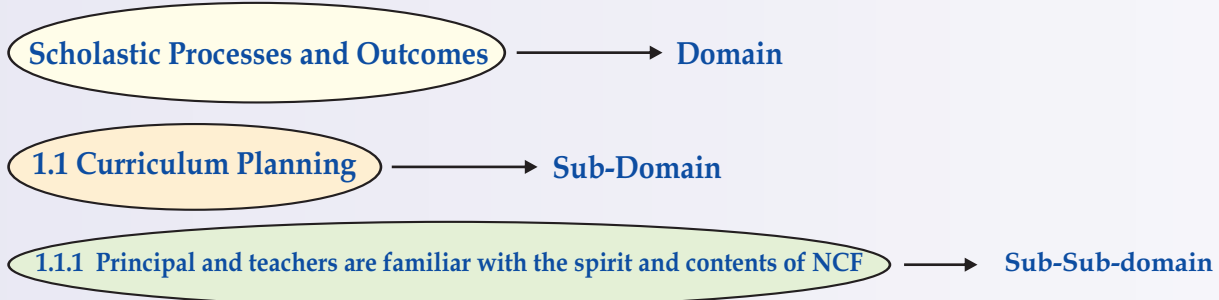 Scholastic Processes and Outcomes Domain
1.1 Curriculum Planning Sub-Domain
1.1.1 Principal and teachers are familiar with the spirit and contents of NCF Sub-Sub-domain